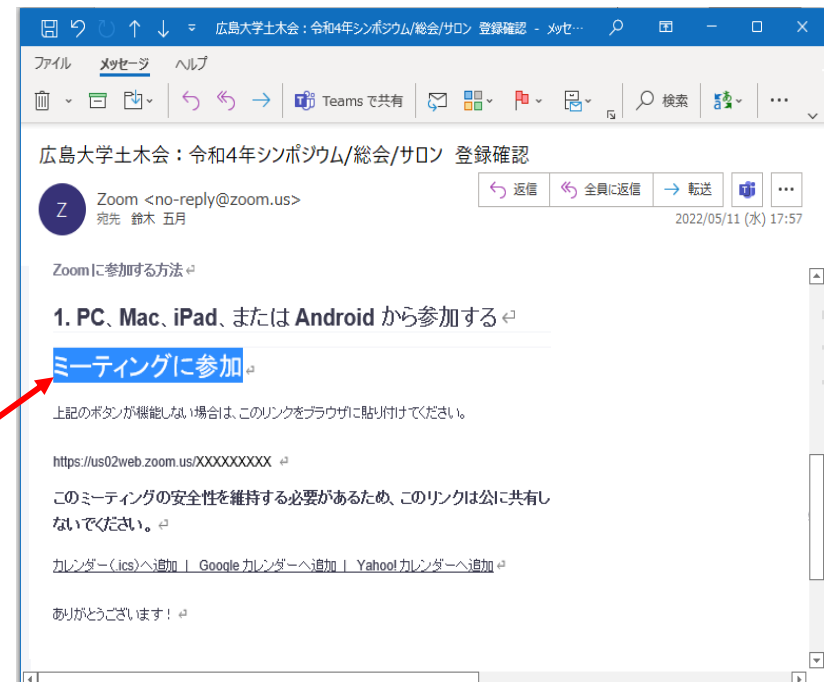 広島大学土木会：令和4年シンポジウム/総会/サロン 登録確認 - メッセ…
ファイル メッセージ ヘルプ
Teams で共有 検索 …
広島大学土木会：令和4年シンポジウム/総会/サロン 登録確認
Z
Zoom <no-reply@zoom.us>
宛先 鈴木 五月
返信 全員に返信 転送 …
2022/05/11 (水) 17:57
Zoomに参加する方法
1. PC、Mac、iPad、または Android から参加する
ミーティングに参加
上記のボタンが機能しない場合は、このリンクをブラウザに貼り付けてください。
https://us02web.zoom.us/XXXXXXXXX
このミーティングの安全性を維持する必要があるため、このリンクは公に共有し
ないでください。
カレンダー(.ics)へ追加 | Google カレンダーへ追加 | Yahoo! カレンダーへ追加
ありがとうございます！